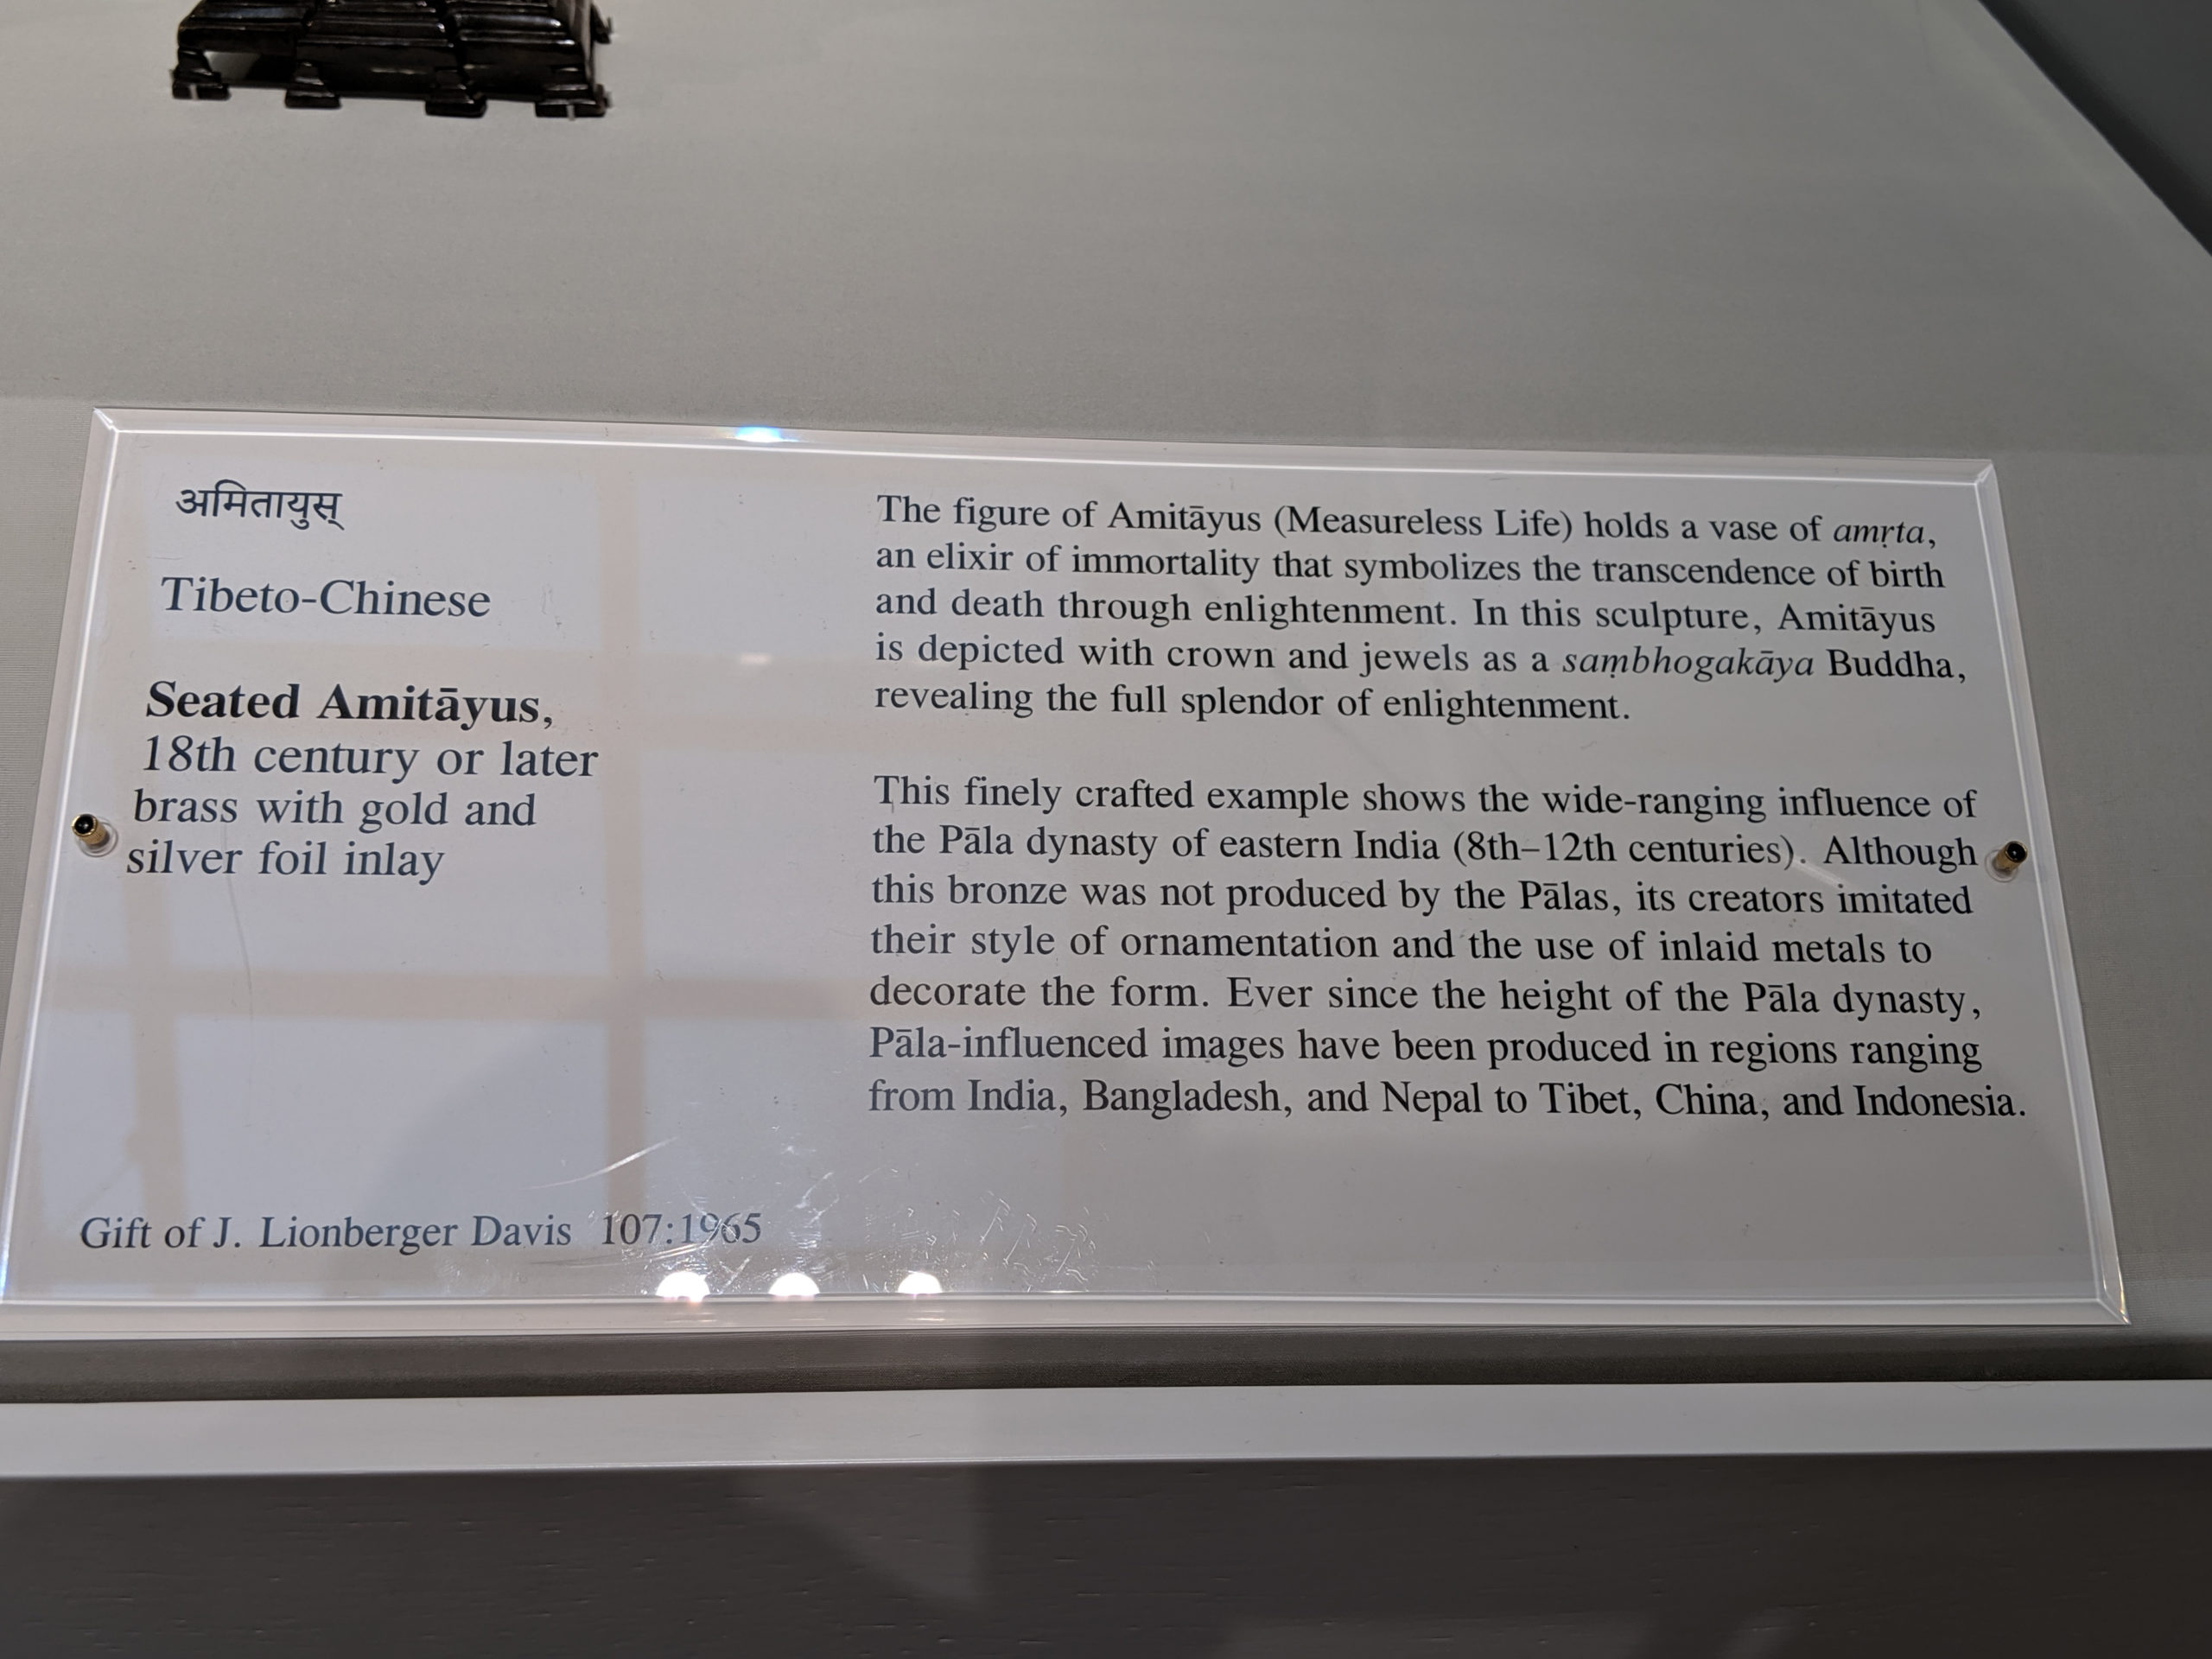 अमितायुस्
Tibeto-Chinese
Seated Amitāyus,
18th century or later
brass with gold and
silver foil inlay
Gift of J. Lionberger Davis 107:1965
The figure of Amitāyus (Measureless Life) holds a vase of amṛta,
an elixir of immortality that symbolizes the transcendence of birth
and death through enlightenment. In this sculpture, Amitāyus
is depicted with crown and jewels as a saṃbhogakāya Buddha,
revealing the full splendor of enlightenment.
This finely crafted example shows the wide-ranging influence of
the Pāla dynasty of eastern India (8th–12th centuries). Although
this bronze was not produced by the Pālas, its creators imitated
their style of ornamentation and the use of inlaid metals to
decorate the form. Ever since the height of the Pāla dynasty,
Pāla-influenced images have been produced in regions ranging
from India, Bangladesh, and Nepal to Tibet, China, and Indonesia.